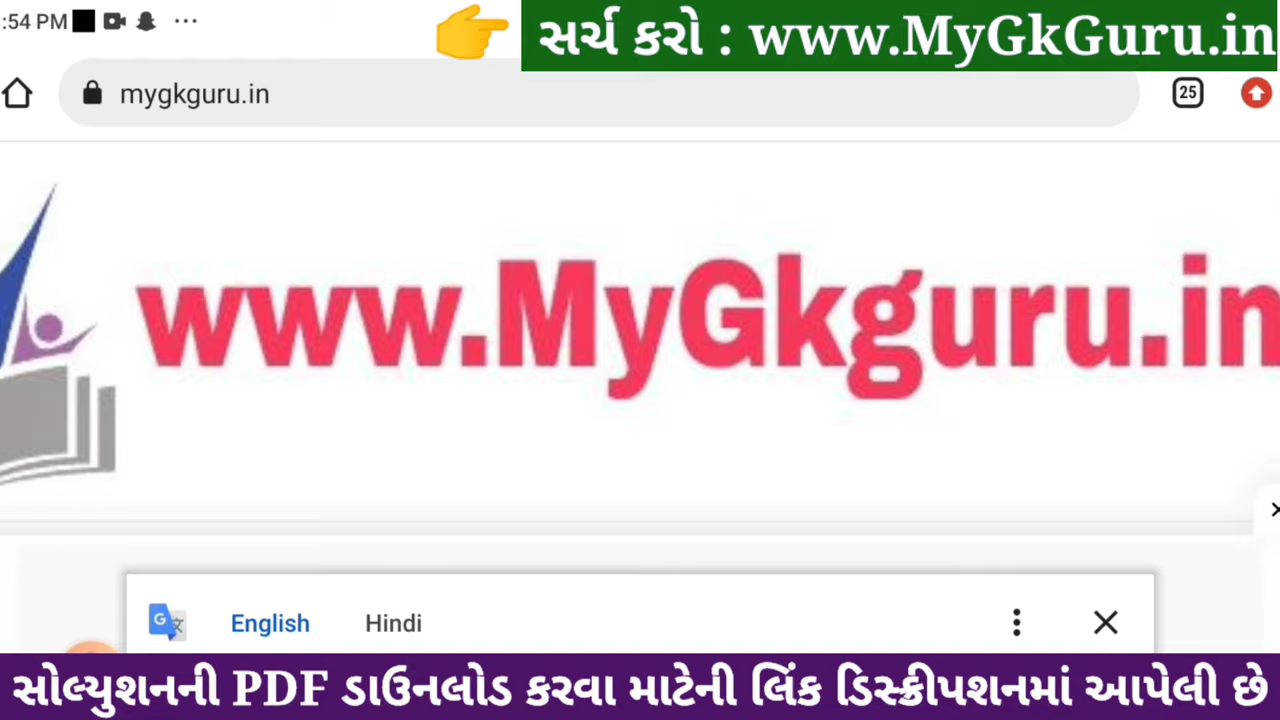 :54 PM
સર્ચ કરો : www.MyGkGuru.in
mygkguru.in
25
www.MyGkguru.in
English Hindi
સોલ્યુશનની PDF ડાઉનલોડ કરવા માટેની લિંક ડિસ્ક્રીપશનમાં આપેલી છે